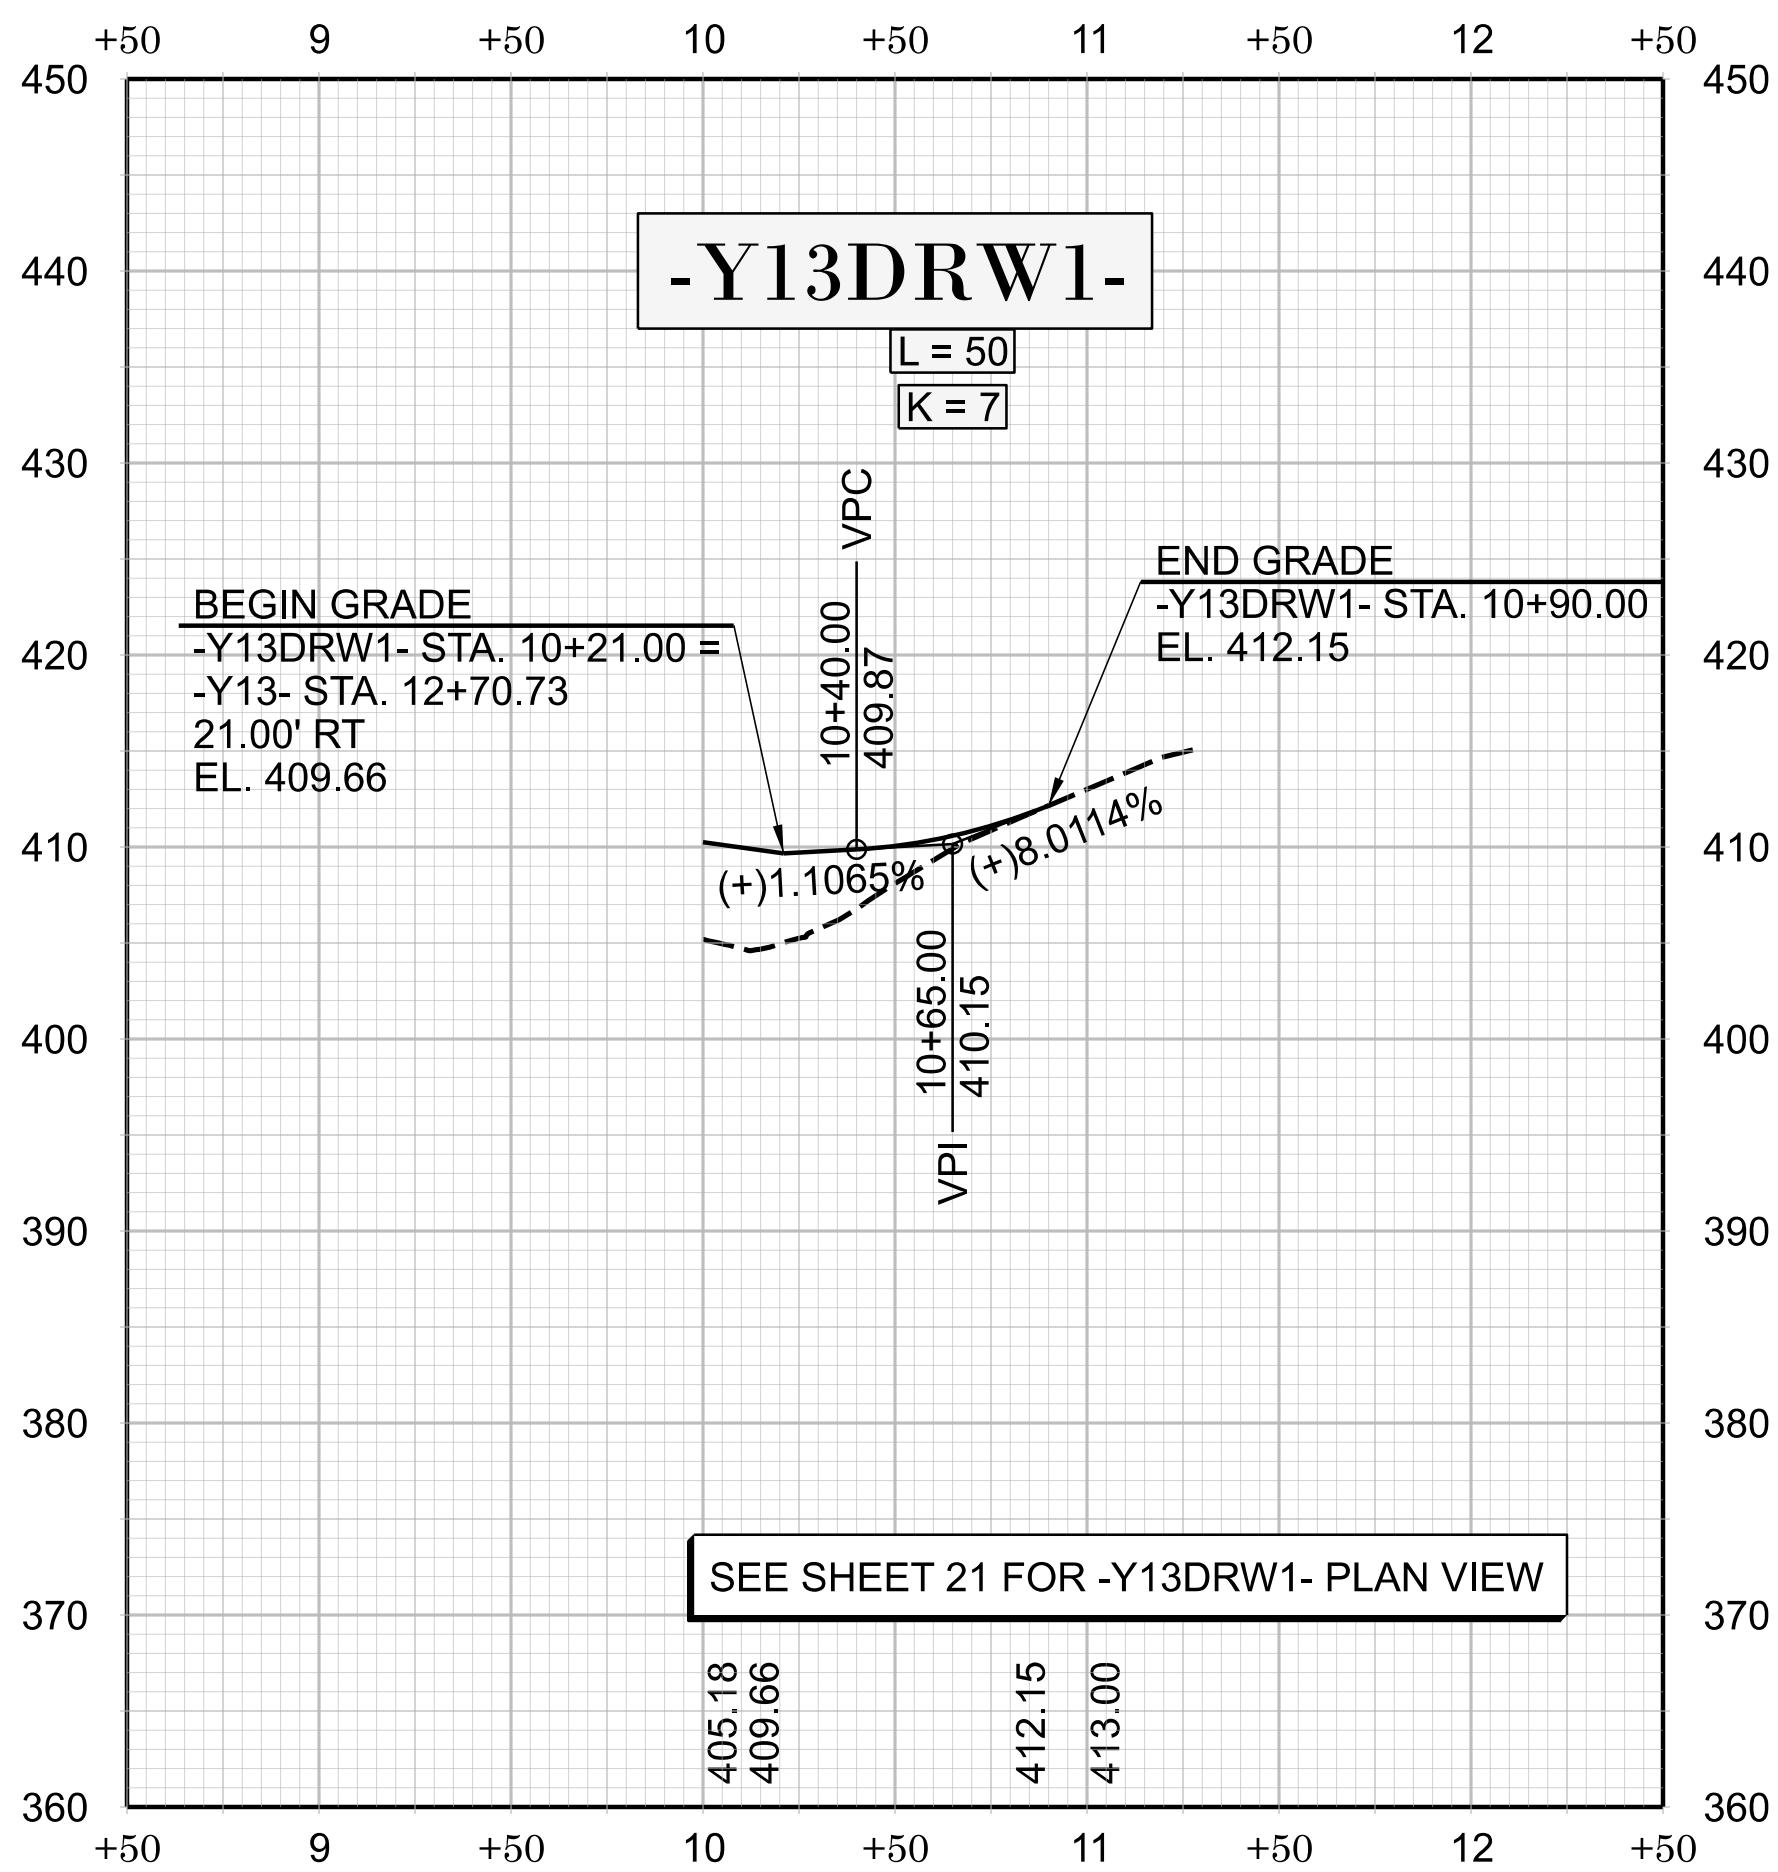 +50 9 +50 10 +50 11 +50 12 +50
450 450
-Y13DRW1-
440 440
L = 50
K = 7
430 430
VPC
10+40.00
409.87
END GRADE
-Y13DRW1- STA. 10+90.00
EL. 412.15
BEGIN GRADE
-Y13DRW1- STA. 10+21.00 =
-Y13- STA. 12+70.73
21.00' RT
EL. 409.66
420 420
410 410
(+)1.1065%
(+)8.0114%
10+65.00
410.15
VPI
400 400
390 390
380 380
SEE SHEET 21 FOR -Y13DRW1- PLAN VIEW
370 370
405.18
409.66
412.15
413.00
360 360
+50 9 +50 10 +50 11 +50 12 +50